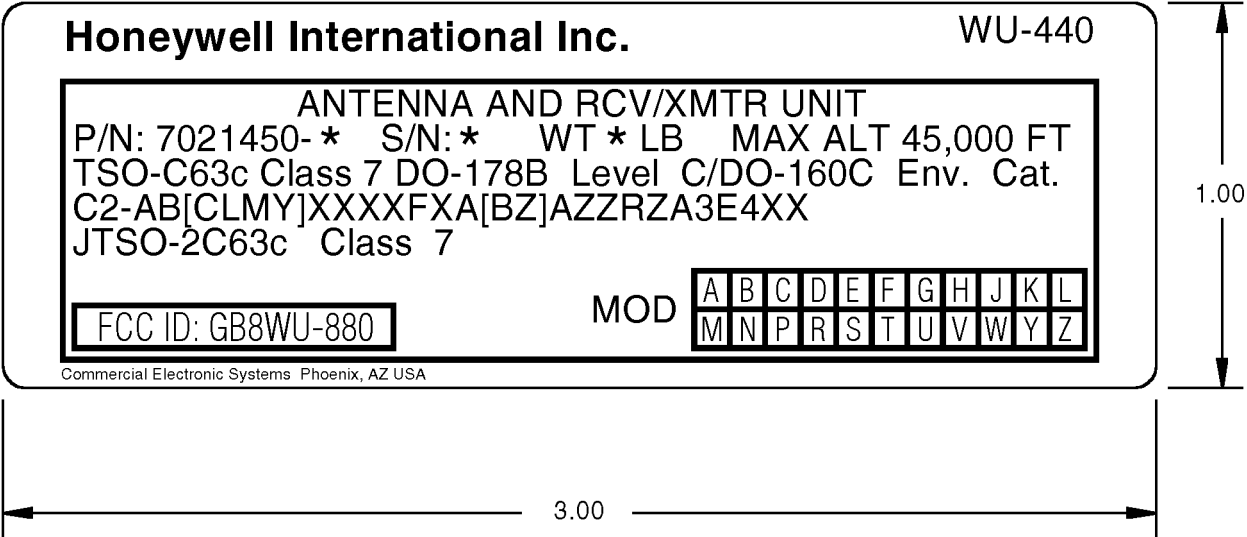 Honeywell International Inc. WU-440
ANTENNA AND RCV/XMTR UNIT
P/N: 7021450-* S/N:* WT * LB MAX ALT 45,000 FT
TSO-C63c Class 7 DO-178B Level C/DO-160C Env. Cat.
C2-AB[CLMY]XXXXFXA[BZ]AZZRZA3E4XX
JTSO-2C63c Class 7
MOD
A B C D E F G H J K L
M N P R S T U V W Y Z
FCC ID: GB8WU-880
Commercial Electronic Systems Phoenix, AZ USA
1.00
3.00